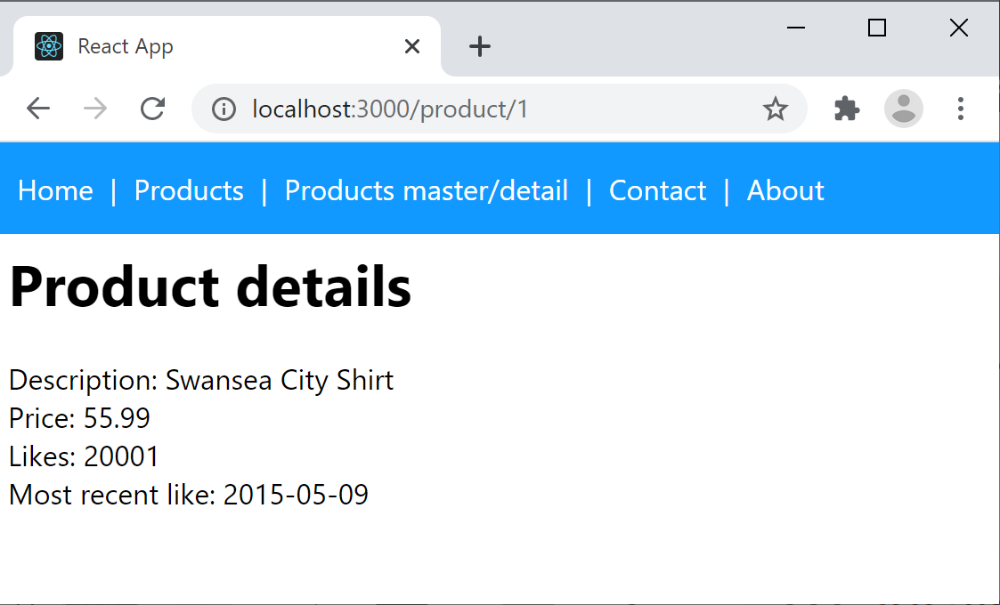 React App
localhost:3000/product/1
Home | Products | Products master/detail | Contact | About
Product details
Description: Swansea City Shirt
Price: 55.99
Likes: 20001
Most recent like: 2015-05-09